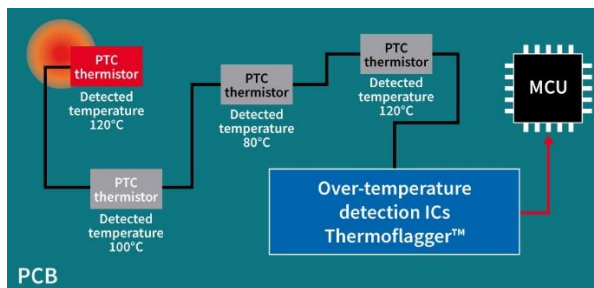 PTC
thermistor
Detected
temperature
120°C
PTC
thermistor
Detected
temperature
100°C
PTC
thermistor
Detected
temperature
80°C
PTC
thermistor
Detected
temperature
120°C
MCU
Over-temperature
detection ICs
Thermoflagger™
PCB